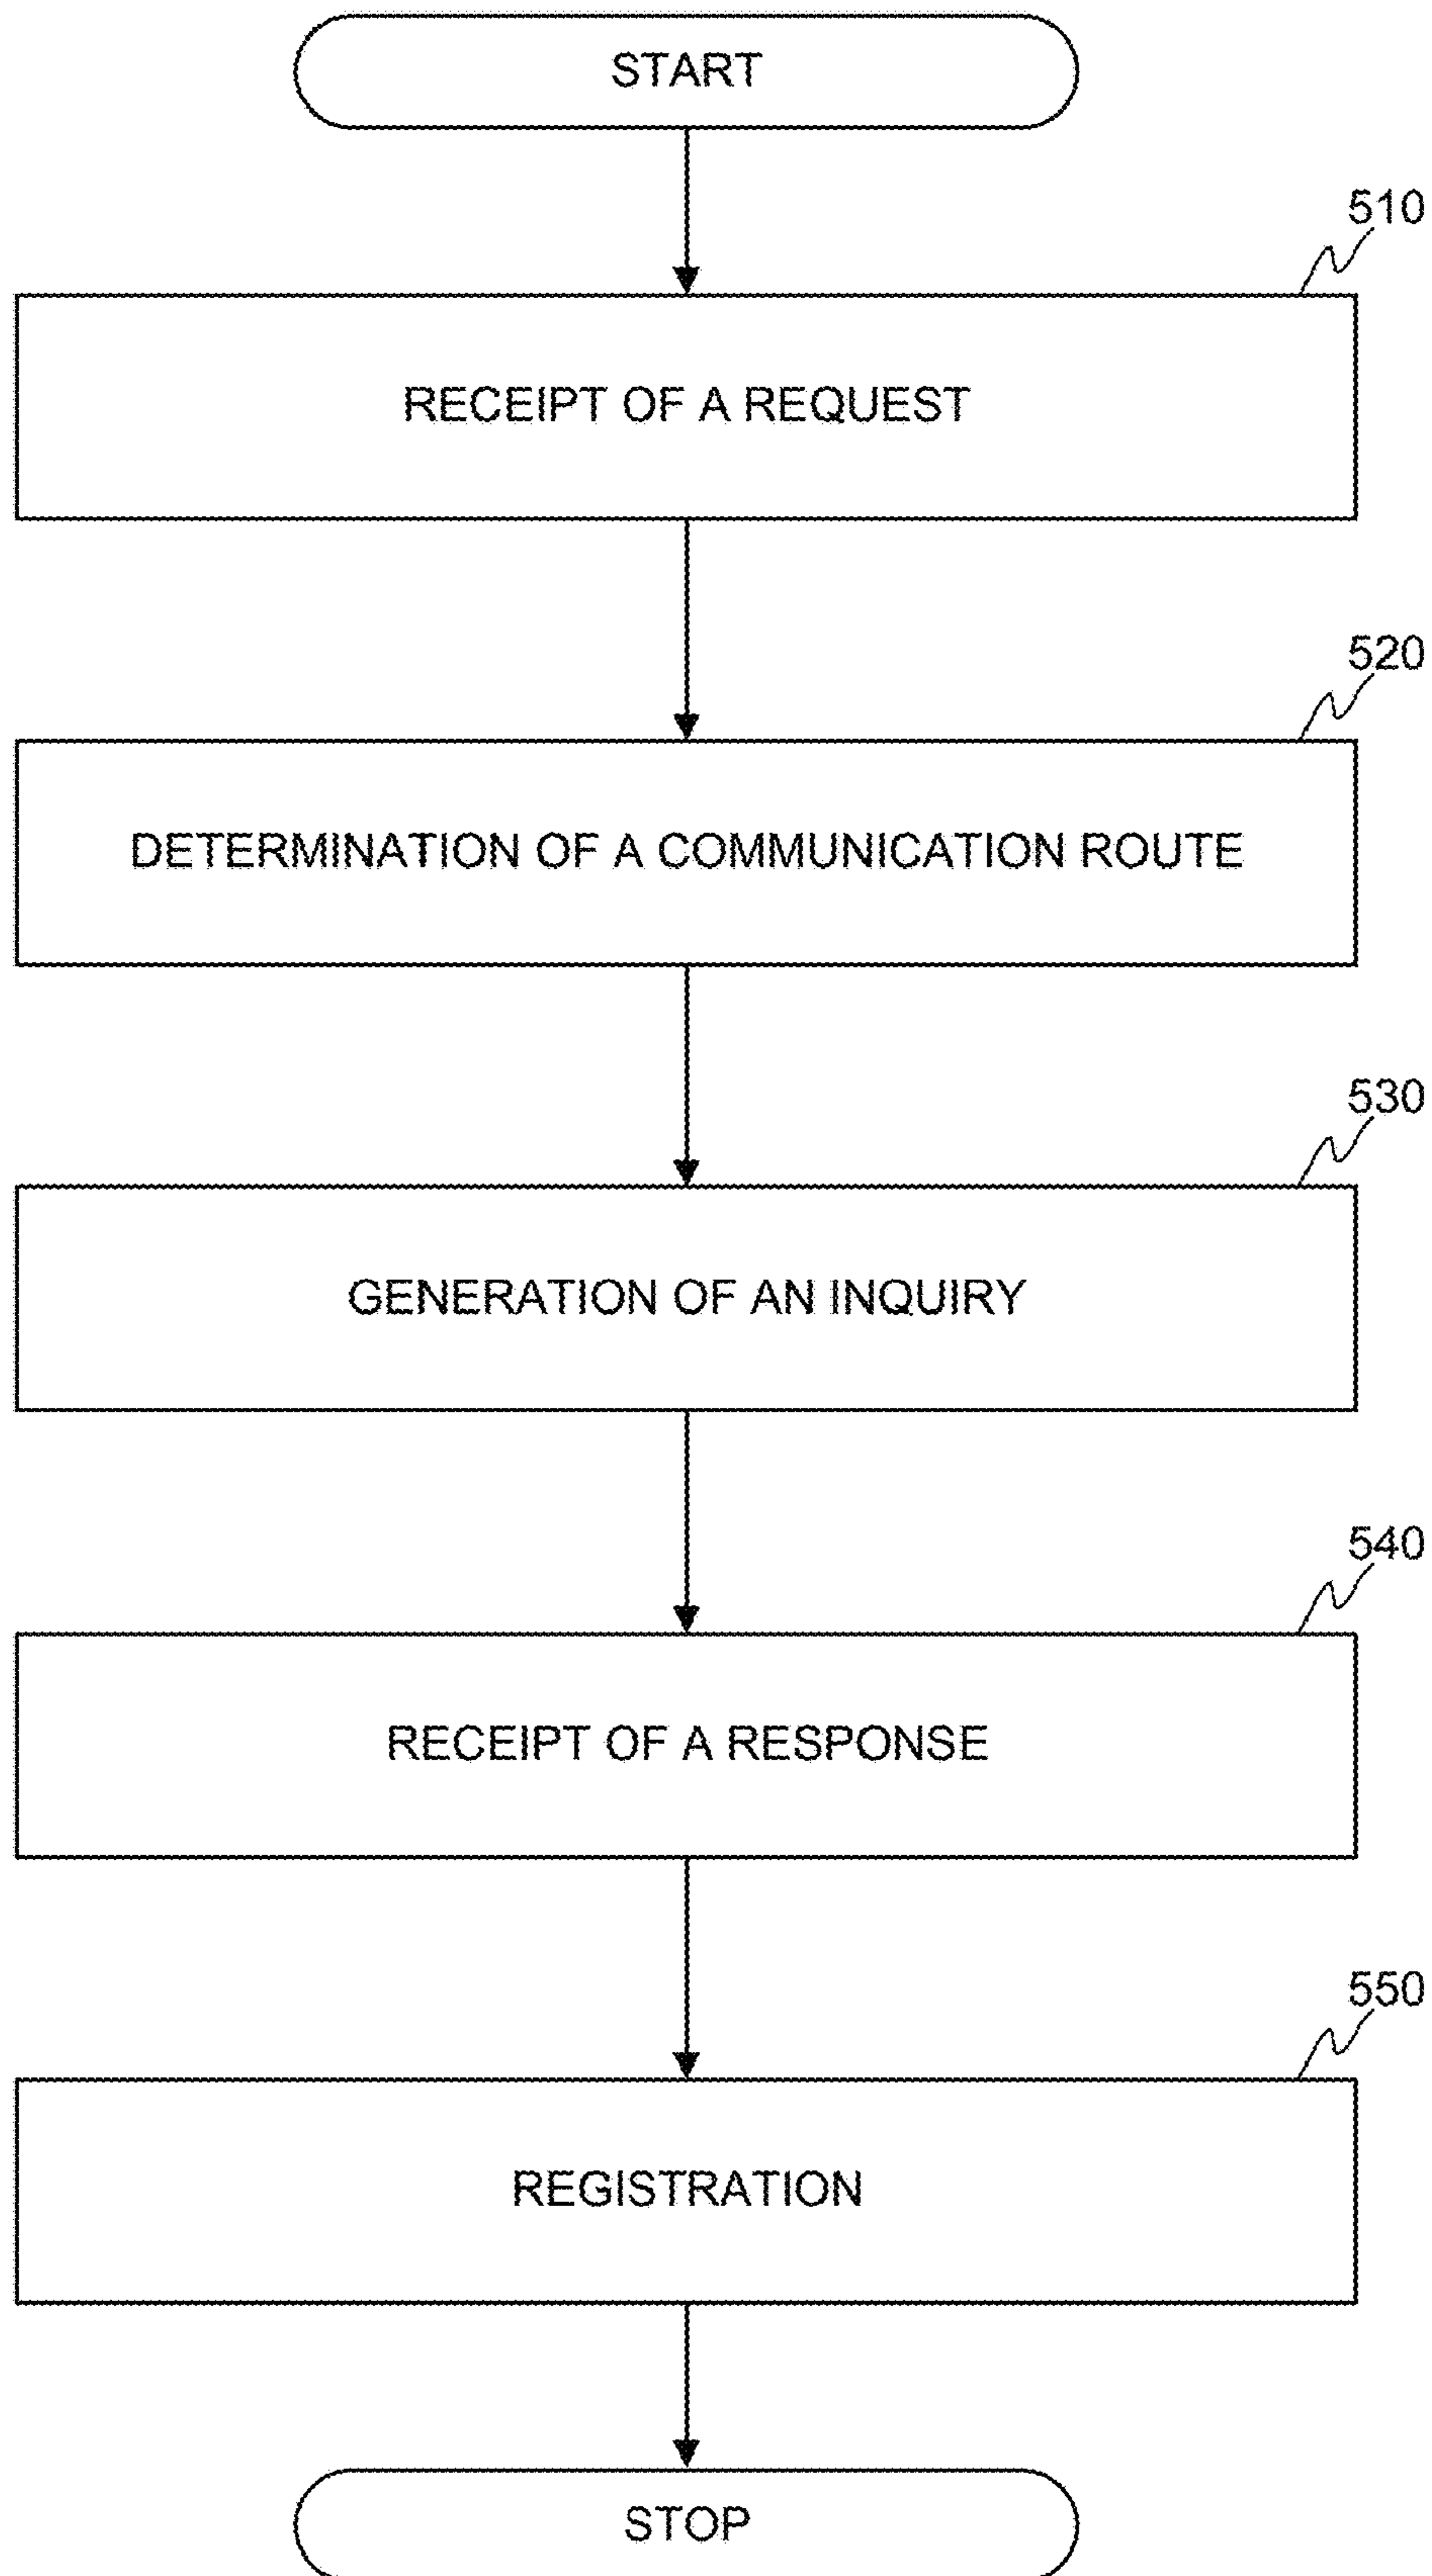 START
510
RECEIPT OF A REQUEST
520
DETERMINATION OF A COMMUNICATION ROUTE
530
GENERATION OF AN INQUIRY
540
RECEIPT OF A RESPONSE
550
REGISTRATION
STOP